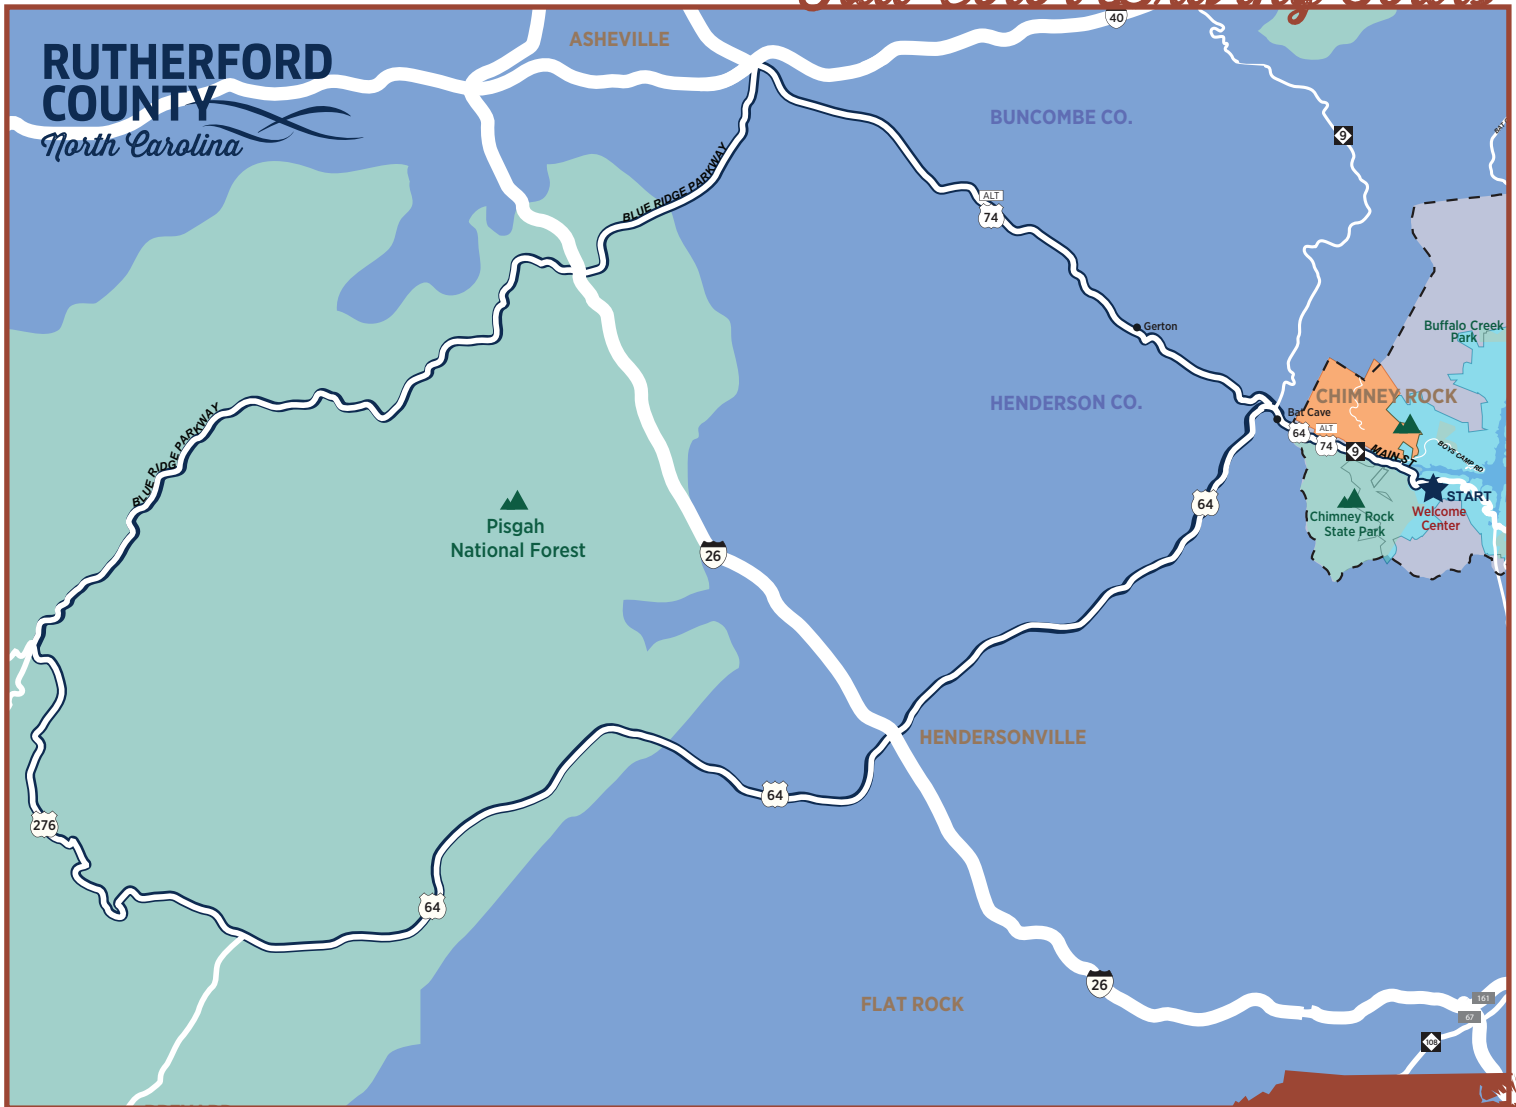 RUTHERFORD
COUNTY
North Carolina
ASHEVILLE
40
BUNCOMBE CO.
9
BLUE RIDGE PARKWAY
ALT
74
Gerton
Buffalo Creek
Park
HENDERSON CO.
CHIMNEY ROCK
Bat Cave
64
ALT
74
9
MAIN ST
BOYS CAMP RD
BLUE RIDGE PARKWAY
START
Welcome
Center
Chimney Rock
State Park
64
Pisgah
National Forest
26
HENDERSONVILLE
64
276
64
26
FLAT ROCK
161
67
108